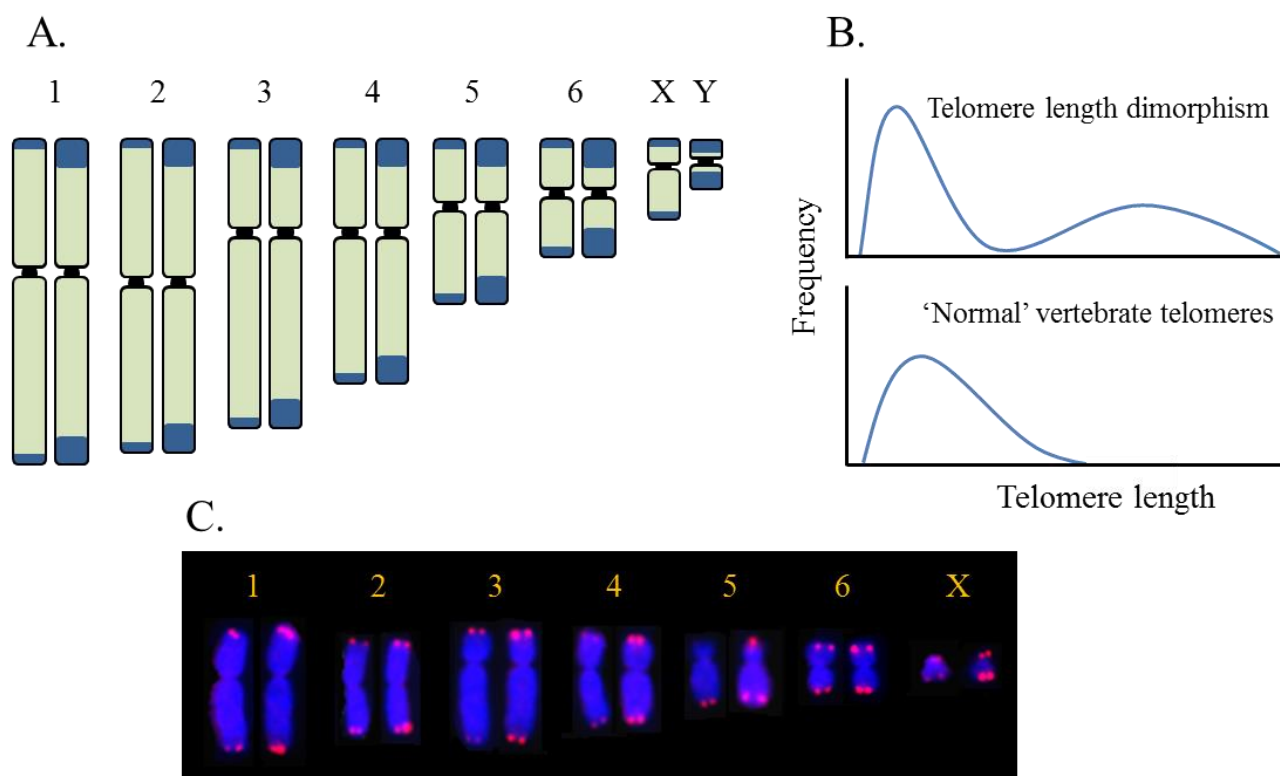 A.
1 2 3 4 5 6 X Y
B.
Telomere length dimorphism
Frequency
‘Normal’ vertebrate telomeres
Telomere length
C.
1 2 3 4 5 6 X